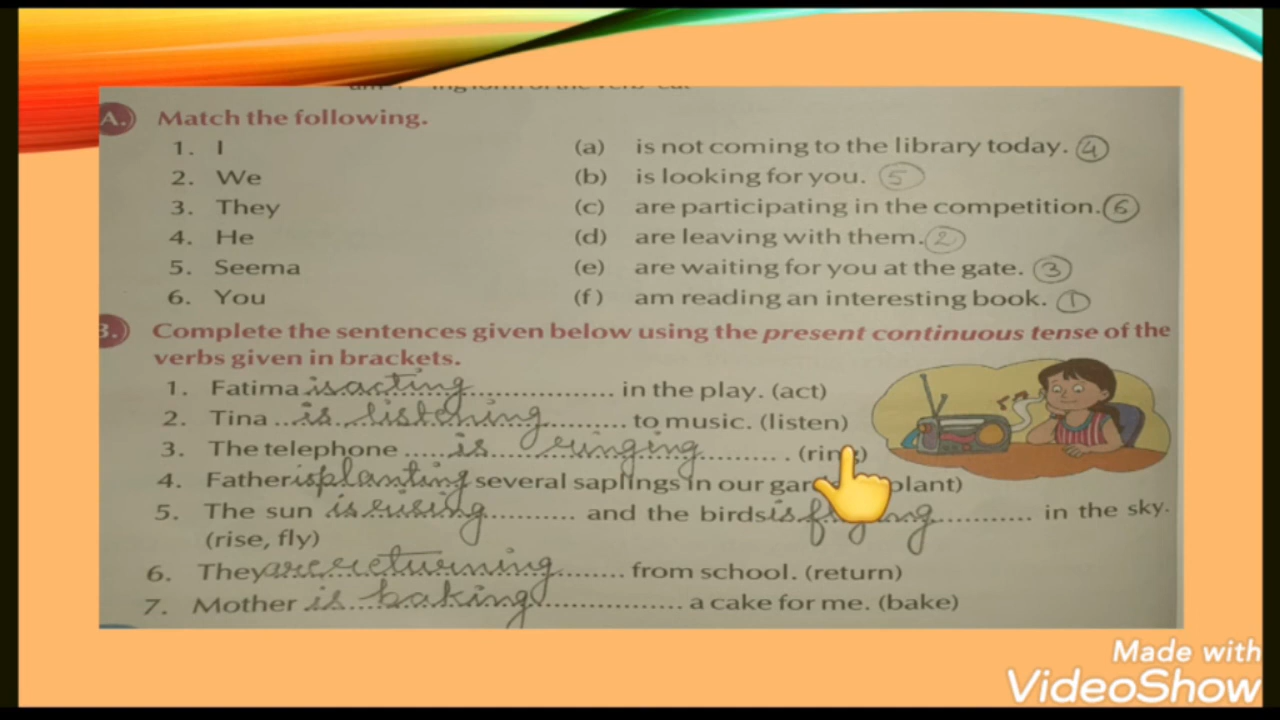 A. Match the following.
1. I (a) is not coming to the library today. 4
2. We (b) is looking for you. 5
3. They (c) are participating in the competition. 6
4. He (d) are leaving with them. 2
5. Seema (e) are waiting for you at the gate. 3
6. You (f) am reading an interesting book. 1
B. Complete the sentences given below using the present continuous tense of the
verbs given in brackets.
1. Fatima is acting in the play. (act)
2. Tina is listening to music. (listen)
3. The telephone is ringing. (ring)
4. Father is planting several saplings in our (plant)
5. The sun is rising and the birds is in the sky.
(rise, fly)
6. They are returning from school. (return)
7. Mother is baking a cake for me. (bake)
Made with
VideoShow